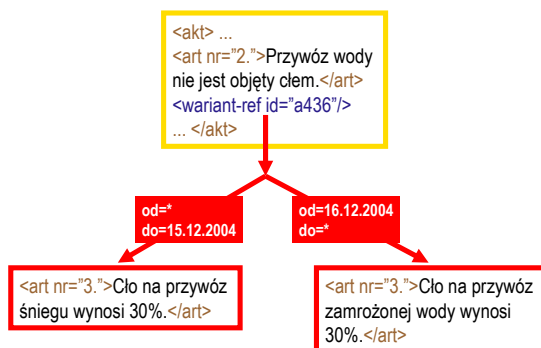 <akt> ...
<art nr="2.">Przywóz wody
nie jest objęty cłem.</art>
<wariant-ref id="a436"/>
... </akt>
od=*
do=15.12.2004
od=16.12.2004
do=*
<art nr="3.">Cło na przywóz
śniegu wynosi 30%.</art>
<art nr="3.">Cło na przywóz
zamrożonej wody wynosi
30%.</art>